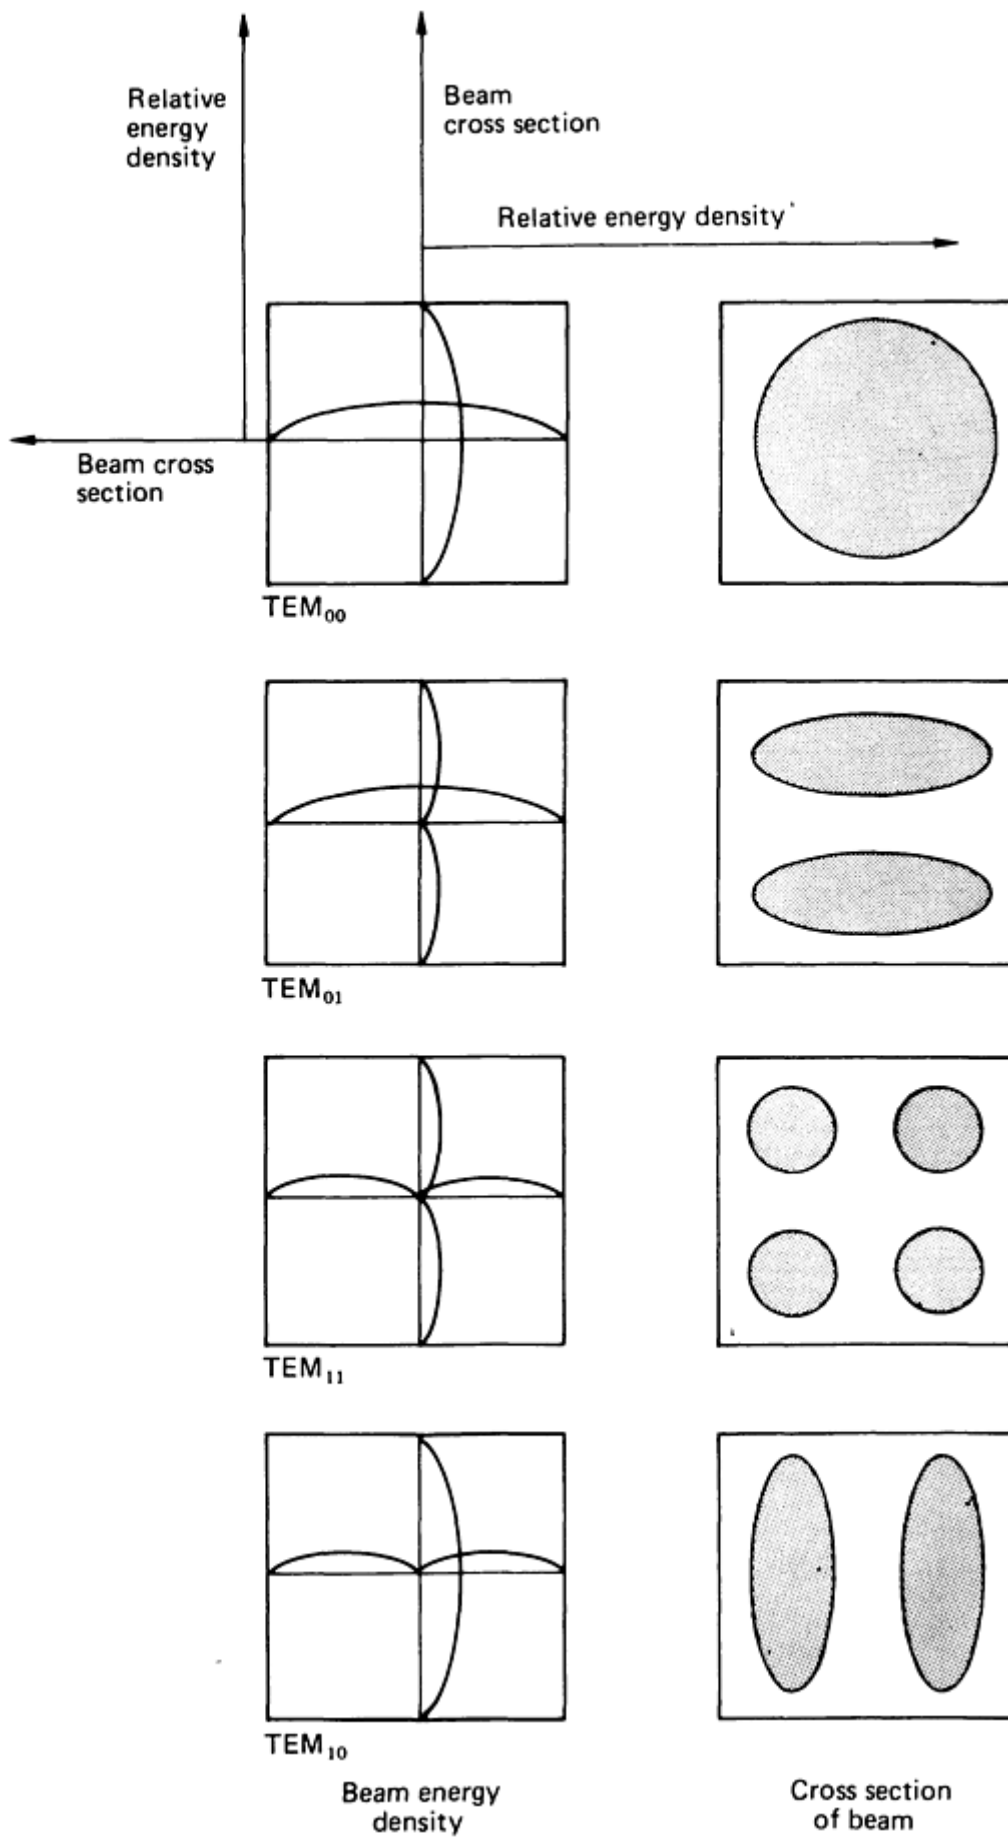 Relative
energy
density
Beam
cross section
Relative energy density
Beam cross
section
TEM₀₀
TEM₀₁
TEM₁₁
TEM₁₀
Beam energy
density
Cross section
of beam